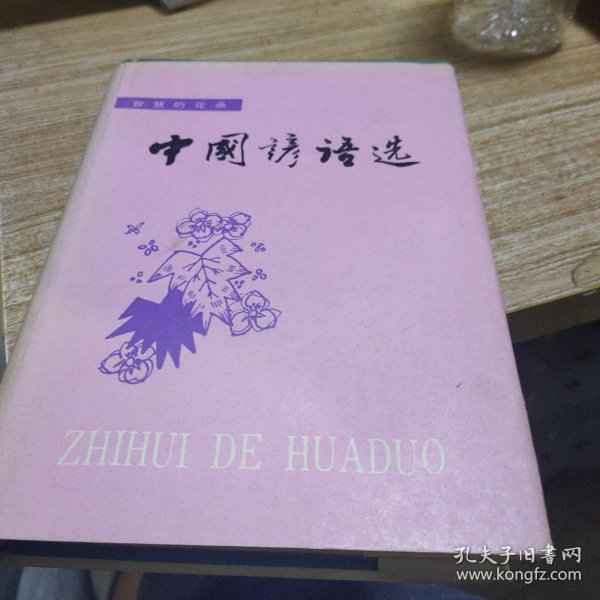 智慧的花朵
中國諺语选
ZHIHUI DE HUADUO
孔夫子旧书网
www.kongfz.com